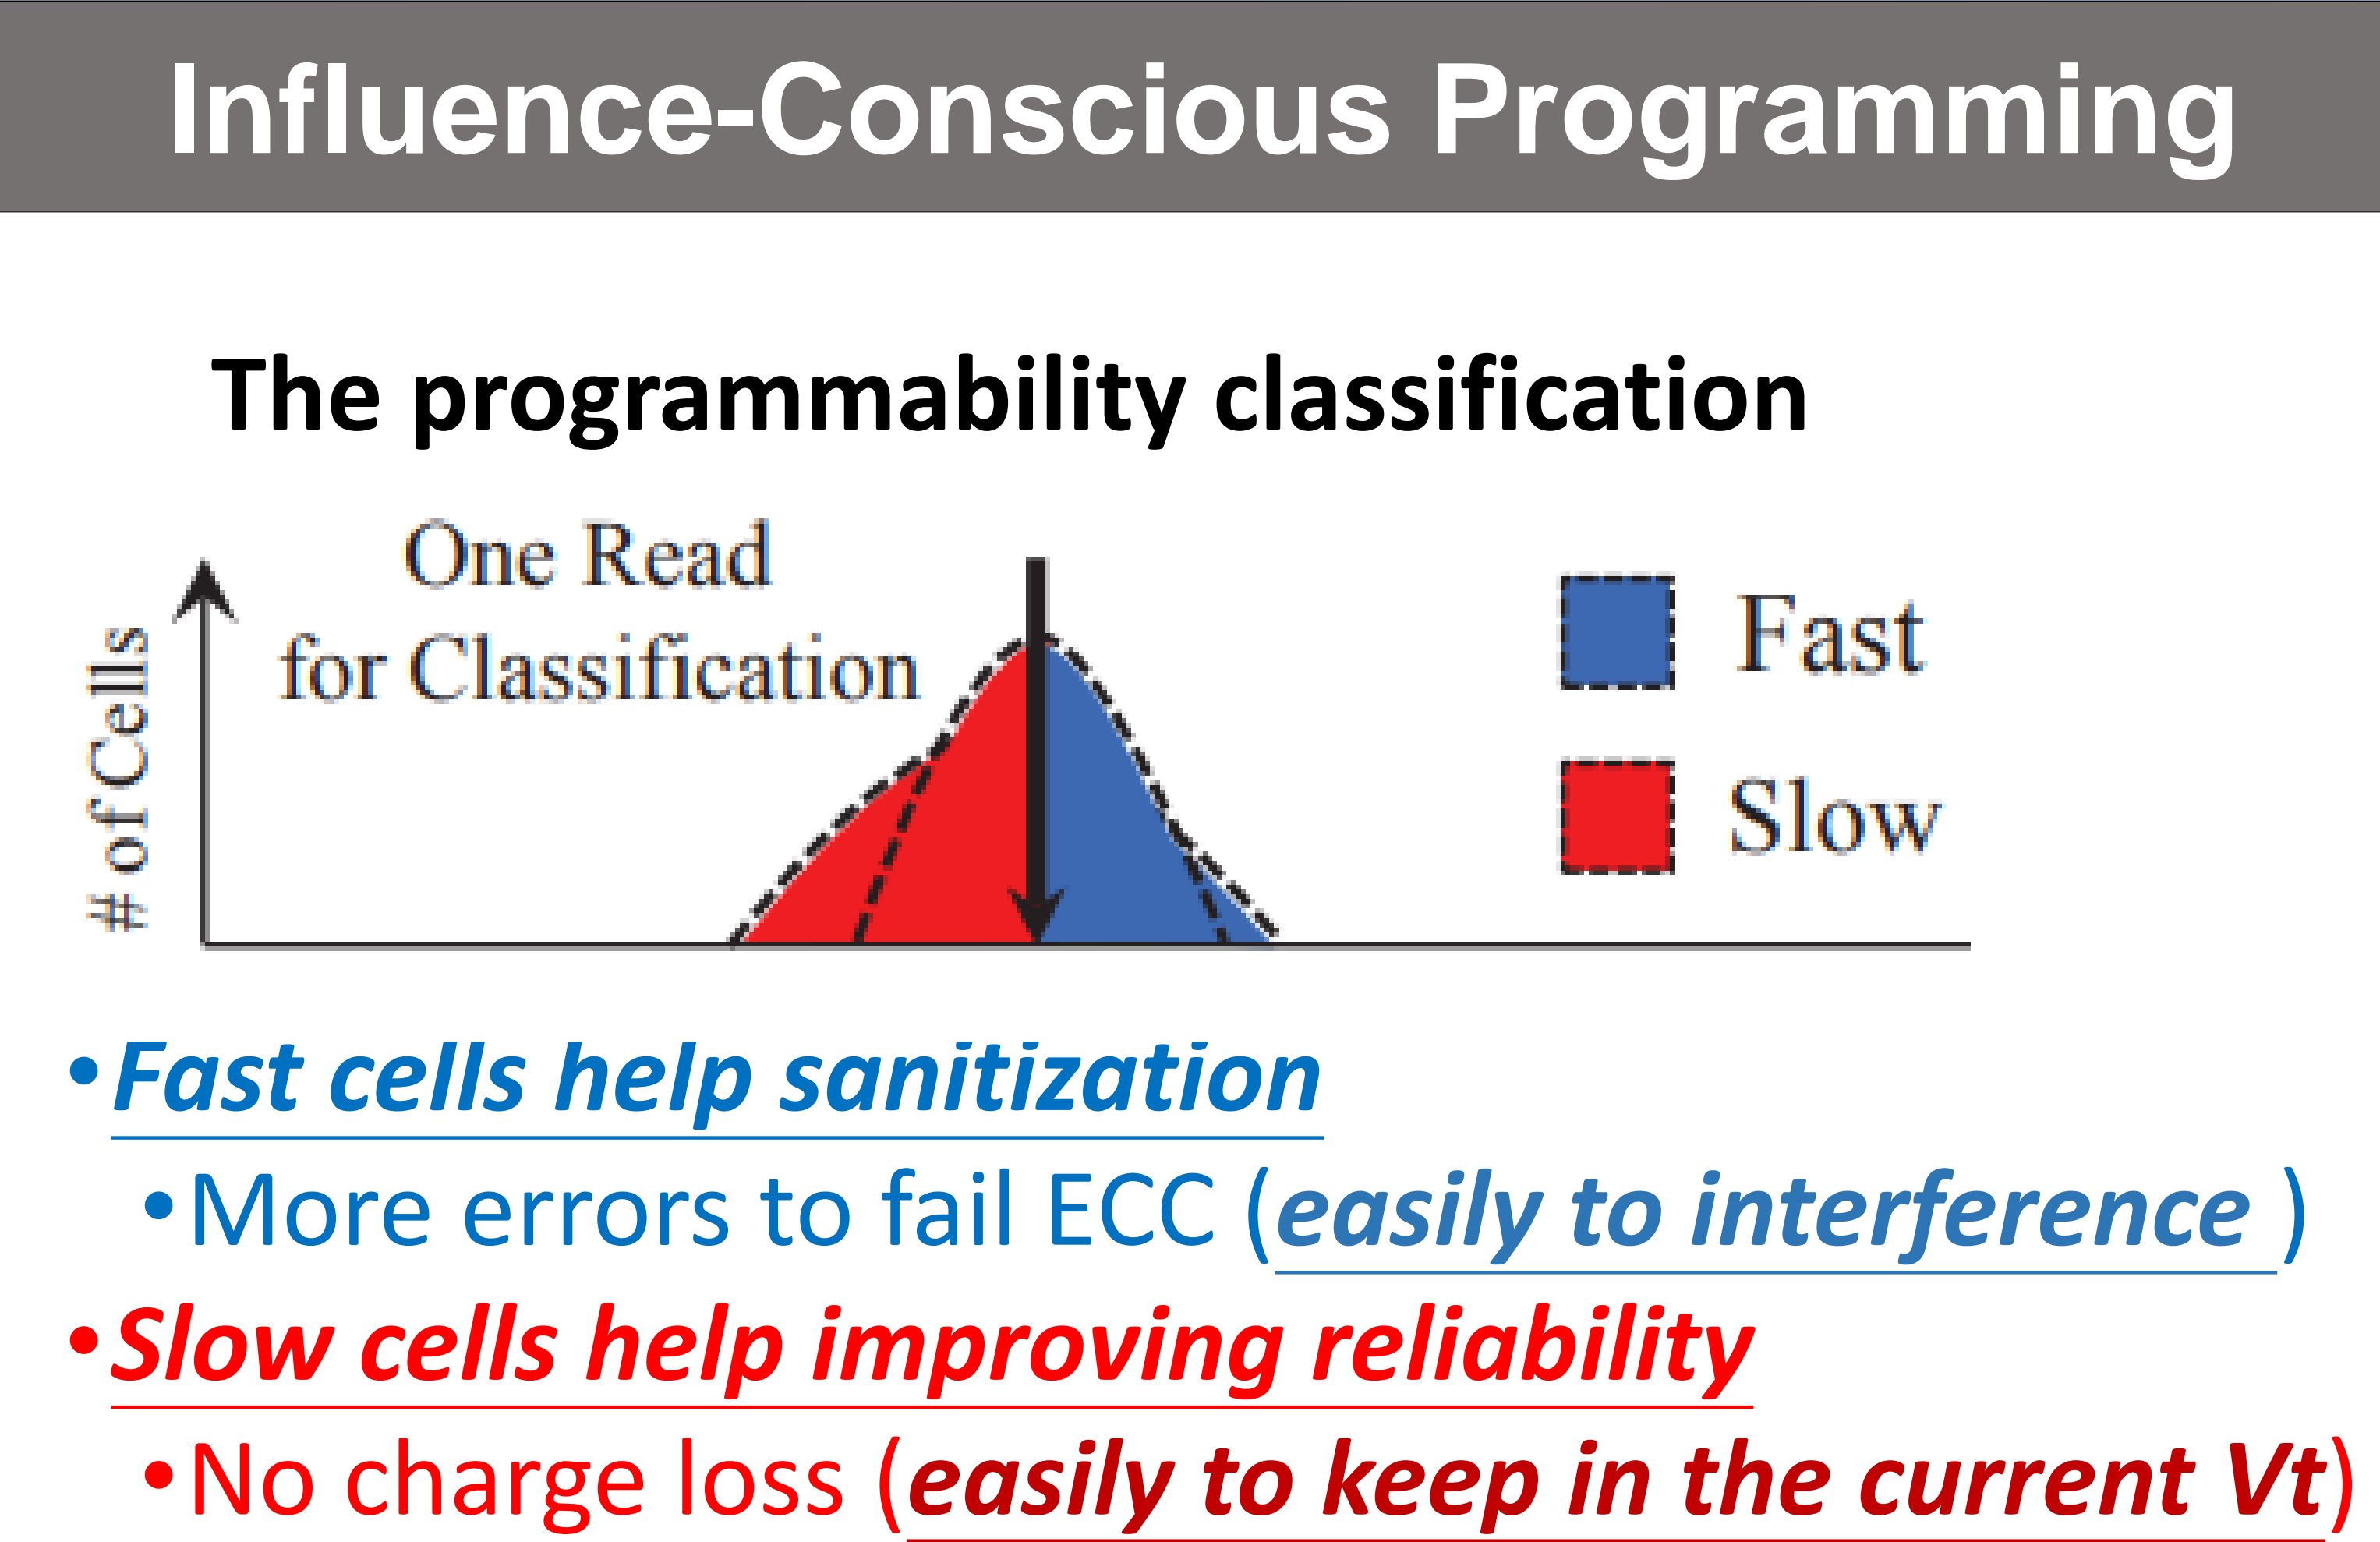 Influence-Conscious Programming
The programmability classification
One Read
for Classification
# of Cells
Fast
Slow
•Fast cells help sanitization
•More errors to fail ECC (easily to interference )
•Slow cells help improving reliability
•No charge loss (easily to keep in the current Vt)